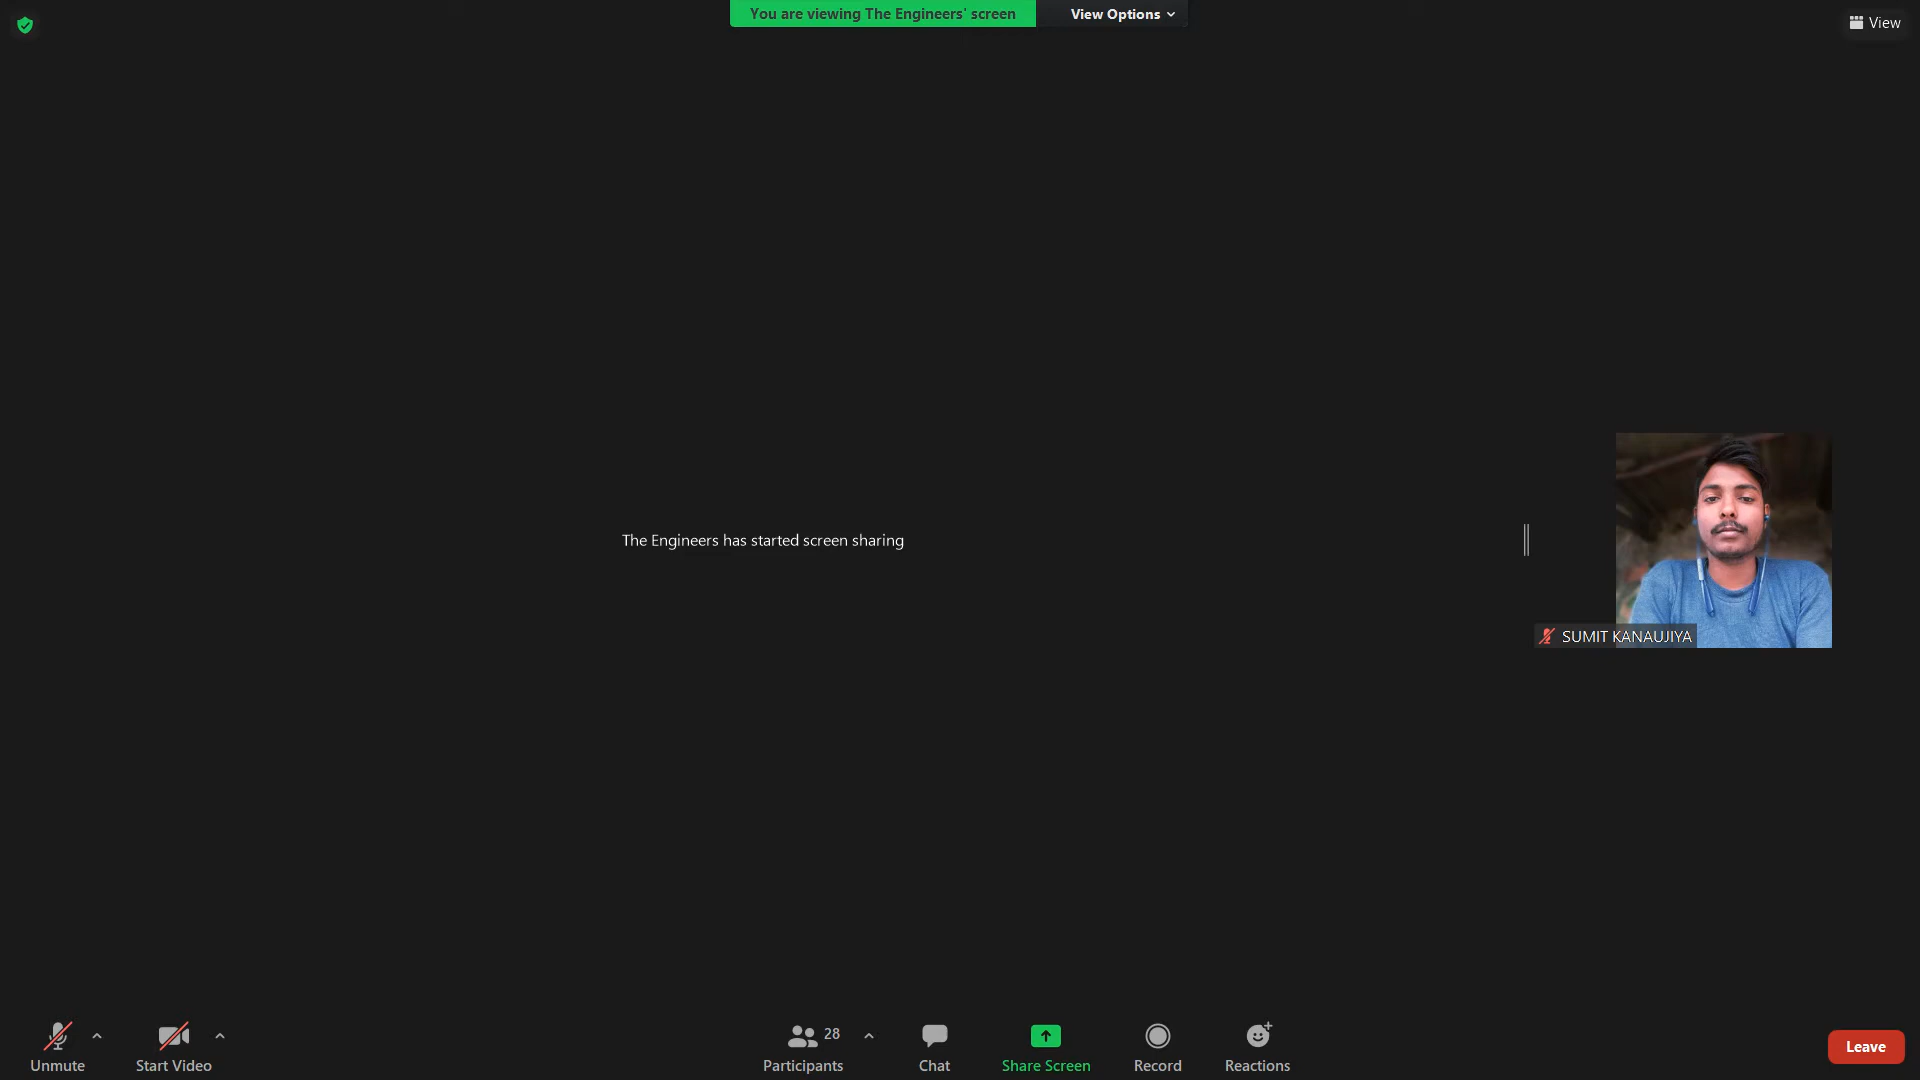 You are viewing The Engineers' screen
View Options
View
The Engineers has started screen sharing
SUMIT KANAUJIYA
Unmute
Start Video
28
Participants
Chat
Share Screen
Record
Reactions
Leave